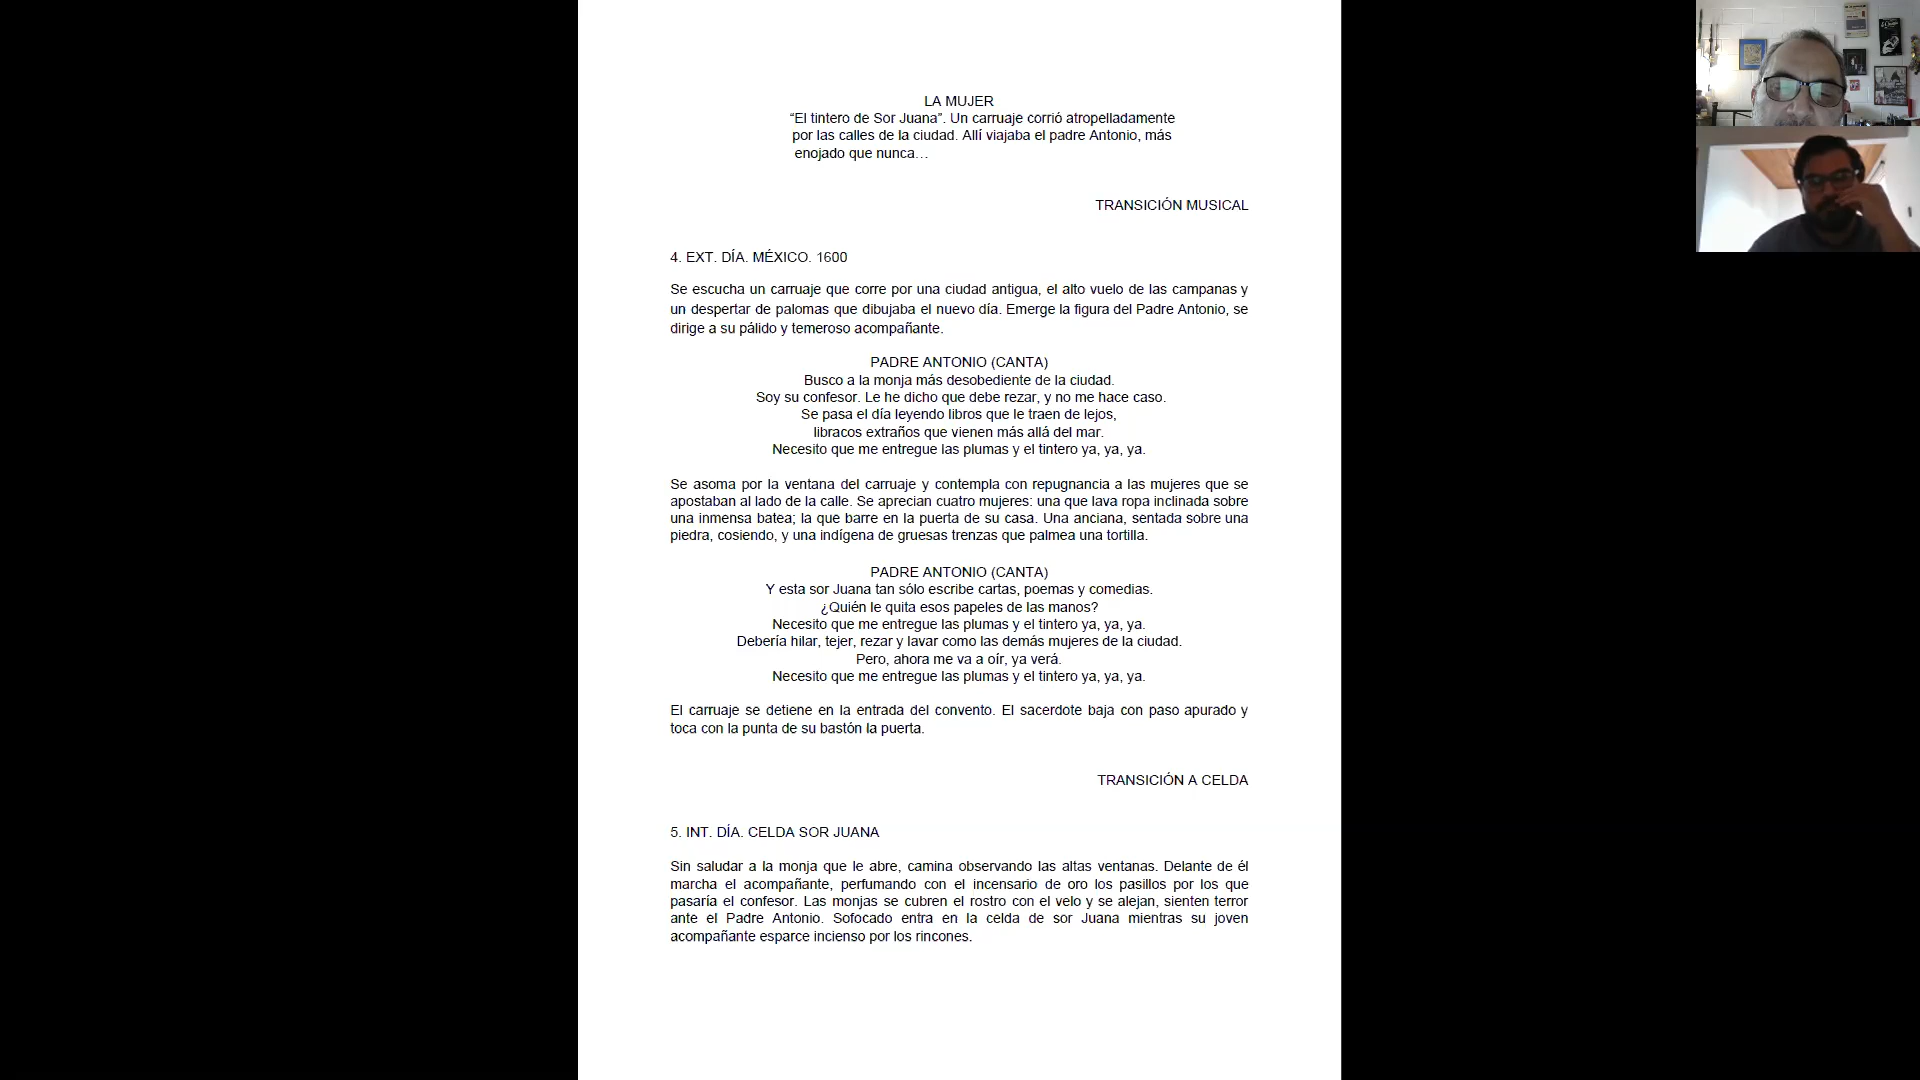 LA MUJER
“El tintero de Sor Juana”. Un carruaje corrió atropelladamente
por las calles de la ciudad. Allí viajaba el padre Antonio, más
enojado que nunca…
TRANSICIÓN MUSICAL
4. EXT. DÍA. MÉXICO. 1600
Se escucha un carruaje que corre por una ciudad antigua, el alto vuelo de las campanas y
un despertar de palomas que dibujaba el nuevo día. Emerge la figura del Padre Antonio, se
dirige a su pálido y temeroso acompañante.
PADRE ANTONIO (CANTA)
Busco a la monja más desobediente de la ciudad.
Soy su confesor. Le he dicho que debe rezar, y no me hace caso.
Se pasa el día leyendo libros que le traen de lejos,
libracos extraños que vienen más allá del mar.
Necesito que me entregue las plumas y el tintero ya, ya, ya.
Se asoma por la ventana del carruaje y contempla con repugnancia a las mujeres que se
apostaban al lado de la calle. Se aprecian cuatro mujeres: una que lava ropa inclinada sobre
una inmensa batea; la que barre en la puerta de su casa. Una anciana, sentada sobre una
piedra, cosiendo, y una indígena de gruesas trenzas que palmea una tortilla.
PADRE ANTONIO (CANTA)
Y esta sor Juana tan sólo escribe cartas, poemas y comedias.
¿Quién le quita esos papeles de las manos?
Necesito que me entregue las plumas y el tintero ya, ya, ya.
Debería hilar, tejer, rezar y lavar como las demás mujeres de la ciudad.
Pero, ahora me va a oír, ya verá.
Necesito que me entregue las plumas y el tintero ya, ya, ya.
El carruaje se detiene en la entrada del convento. El sacerdote baja con paso apurado y
toca con la punta de su bastón la puerta.
TRANSICIÓN A CELDA
5. INT. DÍA. CELDA SOR JUANA
Sin saludar a la monja que le abre, camina observando las altas ventanas. Delante de él
marcha el acompañante, perfumando con el incensario de oro los pasillos por los que
pasaría el confesor. Las monjas se cubren el rostro con el velo y se alejan, sienten terror
ante el Padre Antonio. Sofocado entra en la celda de sor Juana mientras su joven
acompañante esparce incienso por los rincones.